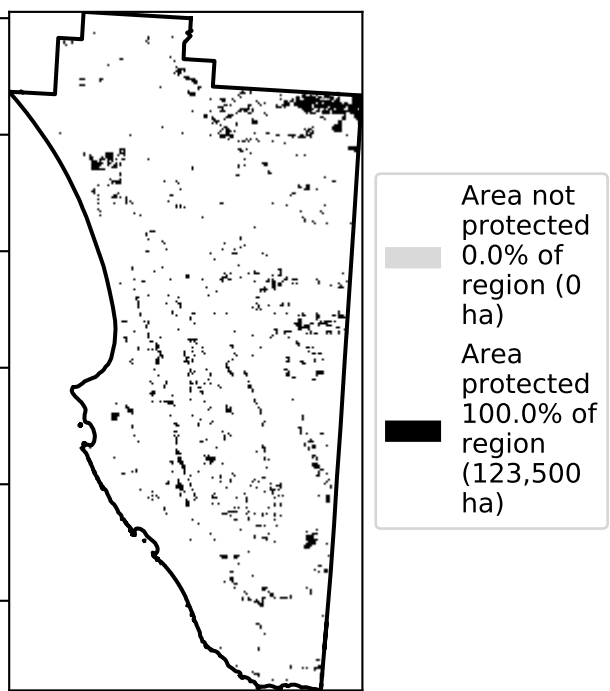 Area not
protected
0.0% of
region (0
ha)
Area
protected
100.0% of
region
(123,500
ha)